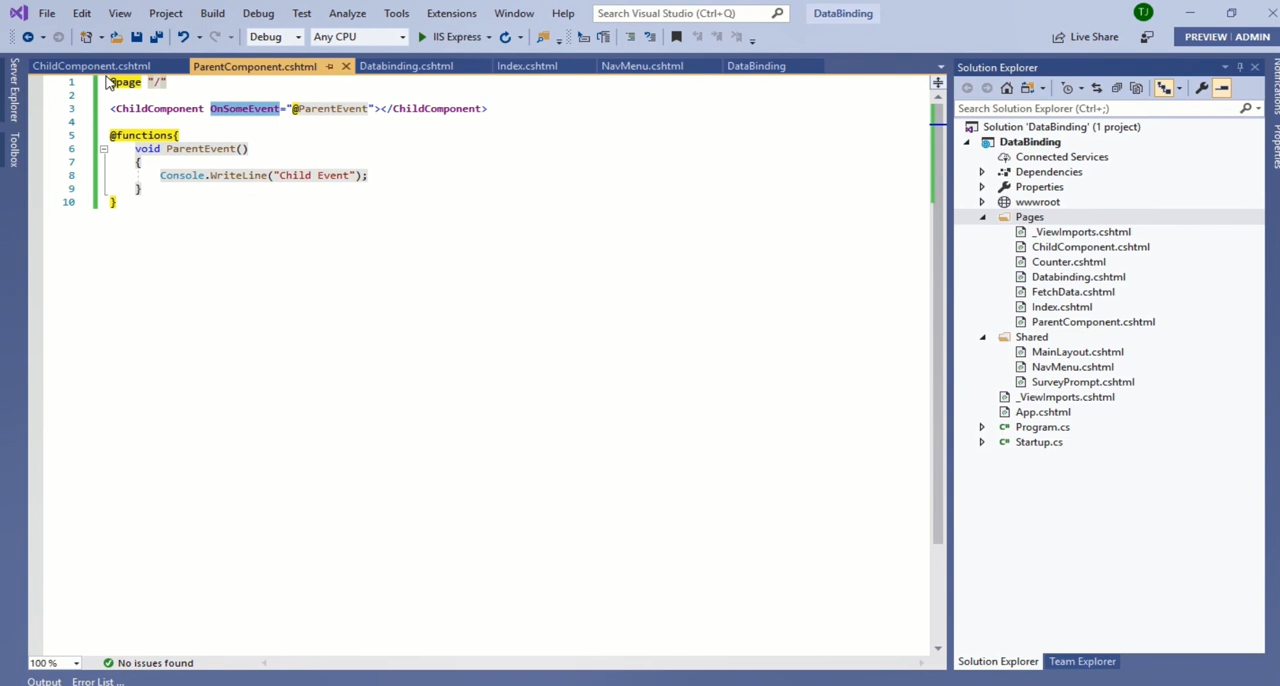 File Edit View Project Build Debug Test Analyze Tools Extensions Window Help Search Visual Studio (Ctrl+Q) DataBinding TJ
Debug Any CPU IIS Express Live Share PREVIEW | ADMIN
ChildComponent.cshtml ParentComponent.cshtml Databinding.cshtml Index.cshtml NavMenu.cshtml DataBinding
Server Explorer
Toolbox
1 @page "/"
2
3 <ChildComponent OnSomeEvent="@ParentEvent"></ChildComponent>
4
5 @functions{
6 void ParentEvent()
7 {
8 Console.WriteLine("Child Event");
9 }
10 }
Solution Explorer
Search Solution Explorer (Ctrl+;)
Solution 'DataBinding' (1 project)
DataBinding
Connected Services
Dependencies
Properties
wwwroot
Pages
_ViewImports.cshtml
ChildComponent.cshtml
Counter.cshtml
Databinding.cshtml
FetchData.cshtml
Index.cshtml
ParentComponent.cshtml
Shared
MainLayout.cshtml
NavMenu.cshtml
SurveyPrompt.cshtml
_ViewImports.cshtml
App.cshtml
C# Program.cs
C# Startup.cs
Notifications
Properties
100 % No issues found
Solution Explorer Team Explorer
Output Error List ...